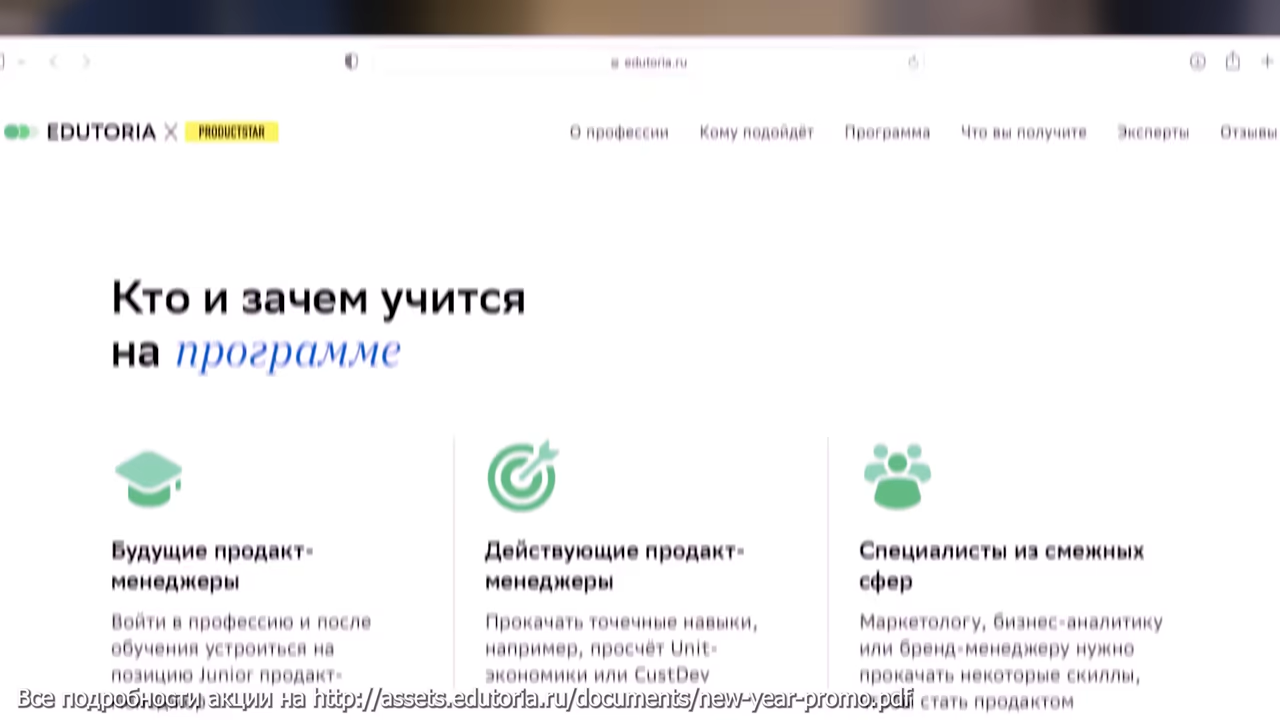 edutoria.ru
EDUTORIA X PRODUCTSTAR
О профессии Кому подойдёт Программа Что вы получите Эксперты Отзывы
Кто и зачем учится
на программе
Будущие продакт-
менеджеры
Войти в профессию и после
обучения устроиться на
позицию Junior продакт-
Действующие продакт-
менеджеры
Прокачать точечные навыки,
например, просчёт Unit-
экономики или CustDev
Специалисты из смежных
сфер
Маркетологу, бизнес-аналитику
или бренд-менеджеру нужно
прокачать некоторые скиллы,
стать продактом
Все подробности акции на http://assets.edutoria.ru/documents/new-year-promo.pdf